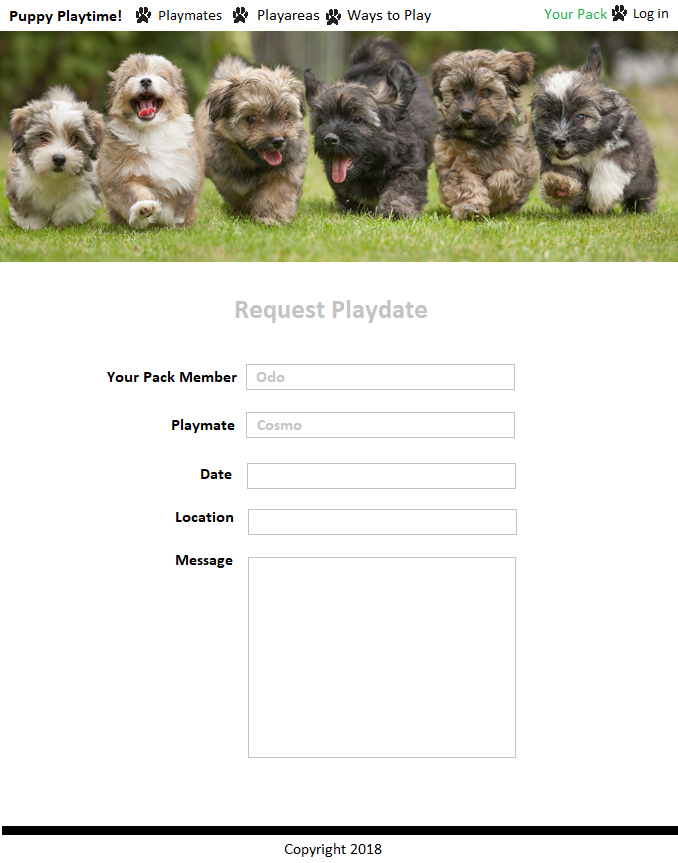 Puppy Playtime! Playmates Playareas Ways to Play Your Pack Log in
Request Playdate
Your Pack Member Odo
Playmate Cosmo
Date
Location
Message
Copyright 2018